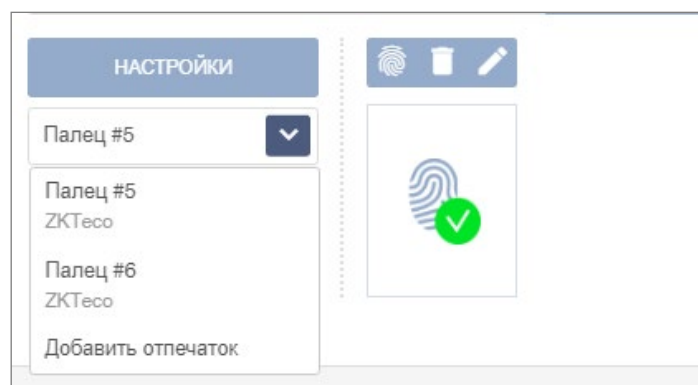 НАСТРОЙКИ
Палец #5
Палец #5
ZKTeco
Палец #6
ZKTeco
Добавить отпечаток